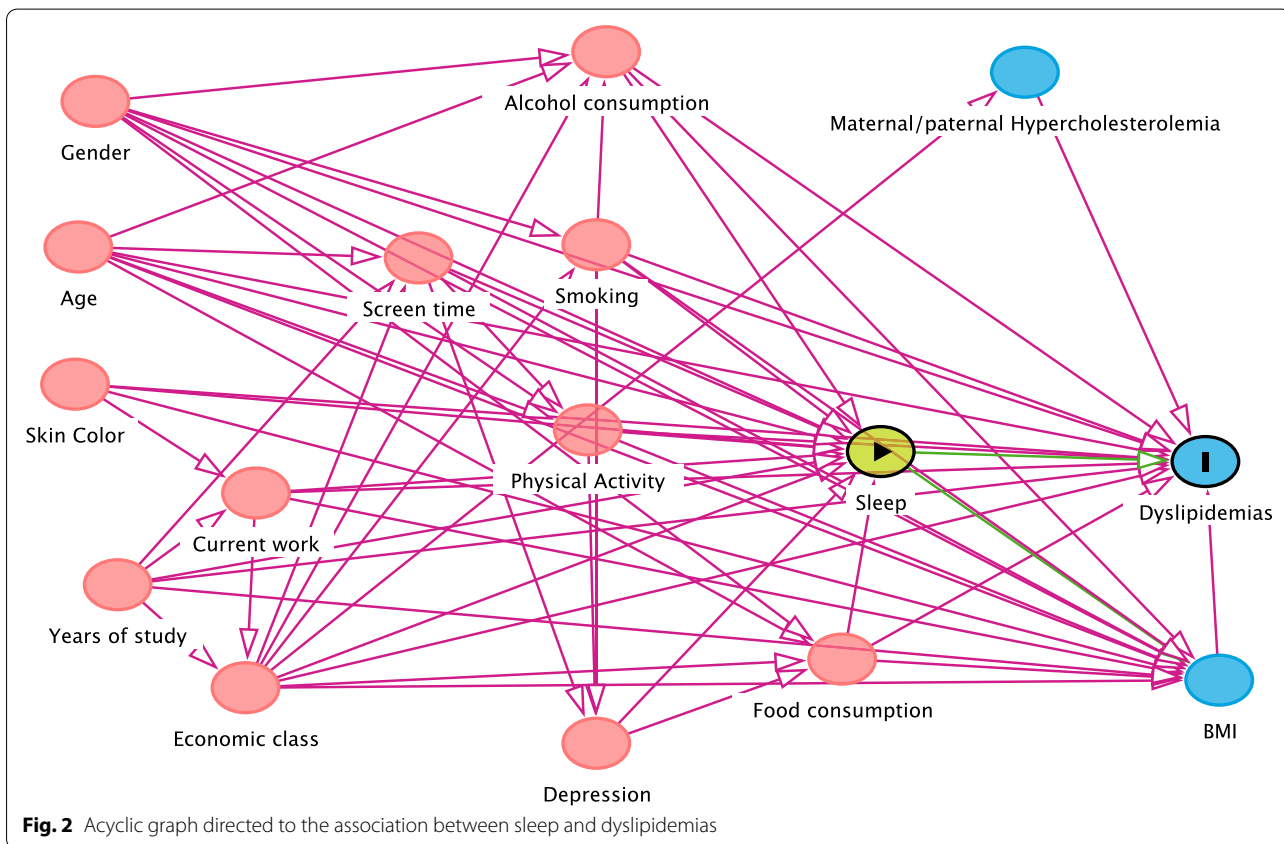 Alcohol consumption
Maternal/paternal Hypercholesterolemia
Gender
Age
Screen time
Smoking
Skin Color
Physical Activity
Sleep
Dyslipidemias
Current work
Years of study
Economic class
Food consumption
BMI
Depression
Fig. 2 Acyclic graph directed to the association between sleep and dyslipidemias